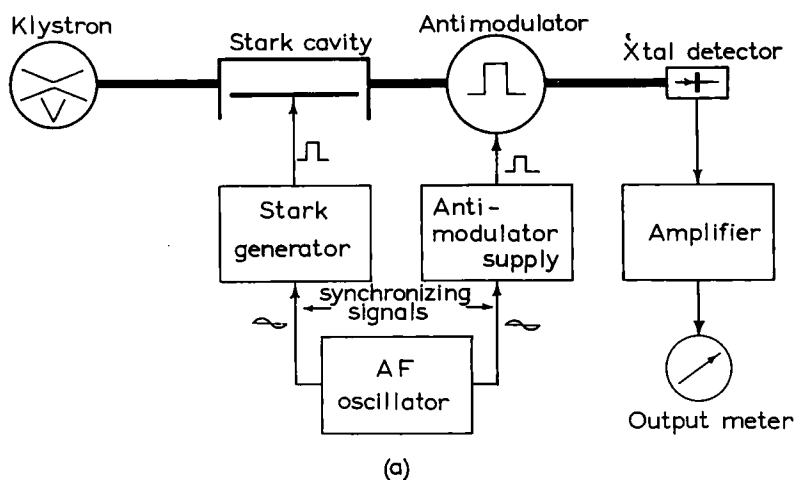 Klystron
Stark cavity
Antimodulator
Xtal detector
Stark
generator
Anti-
modulator
supply
Amplifier
synchronizing
signals
AF
oscillator
Output meter
(a)